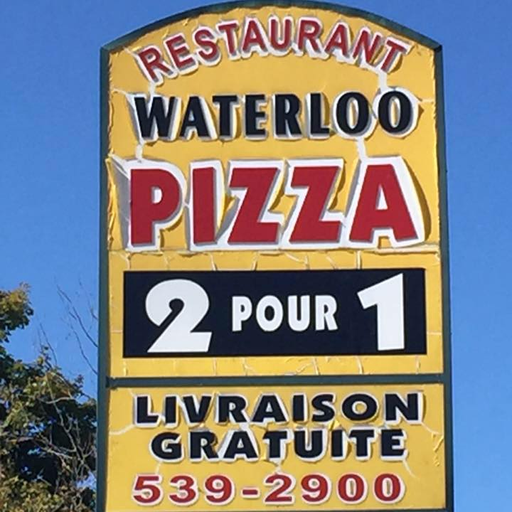 RESTAURANT
WATERLOO
PIZZA
2 POUR 1
LIVRAISON
GRATUITE
539-2900